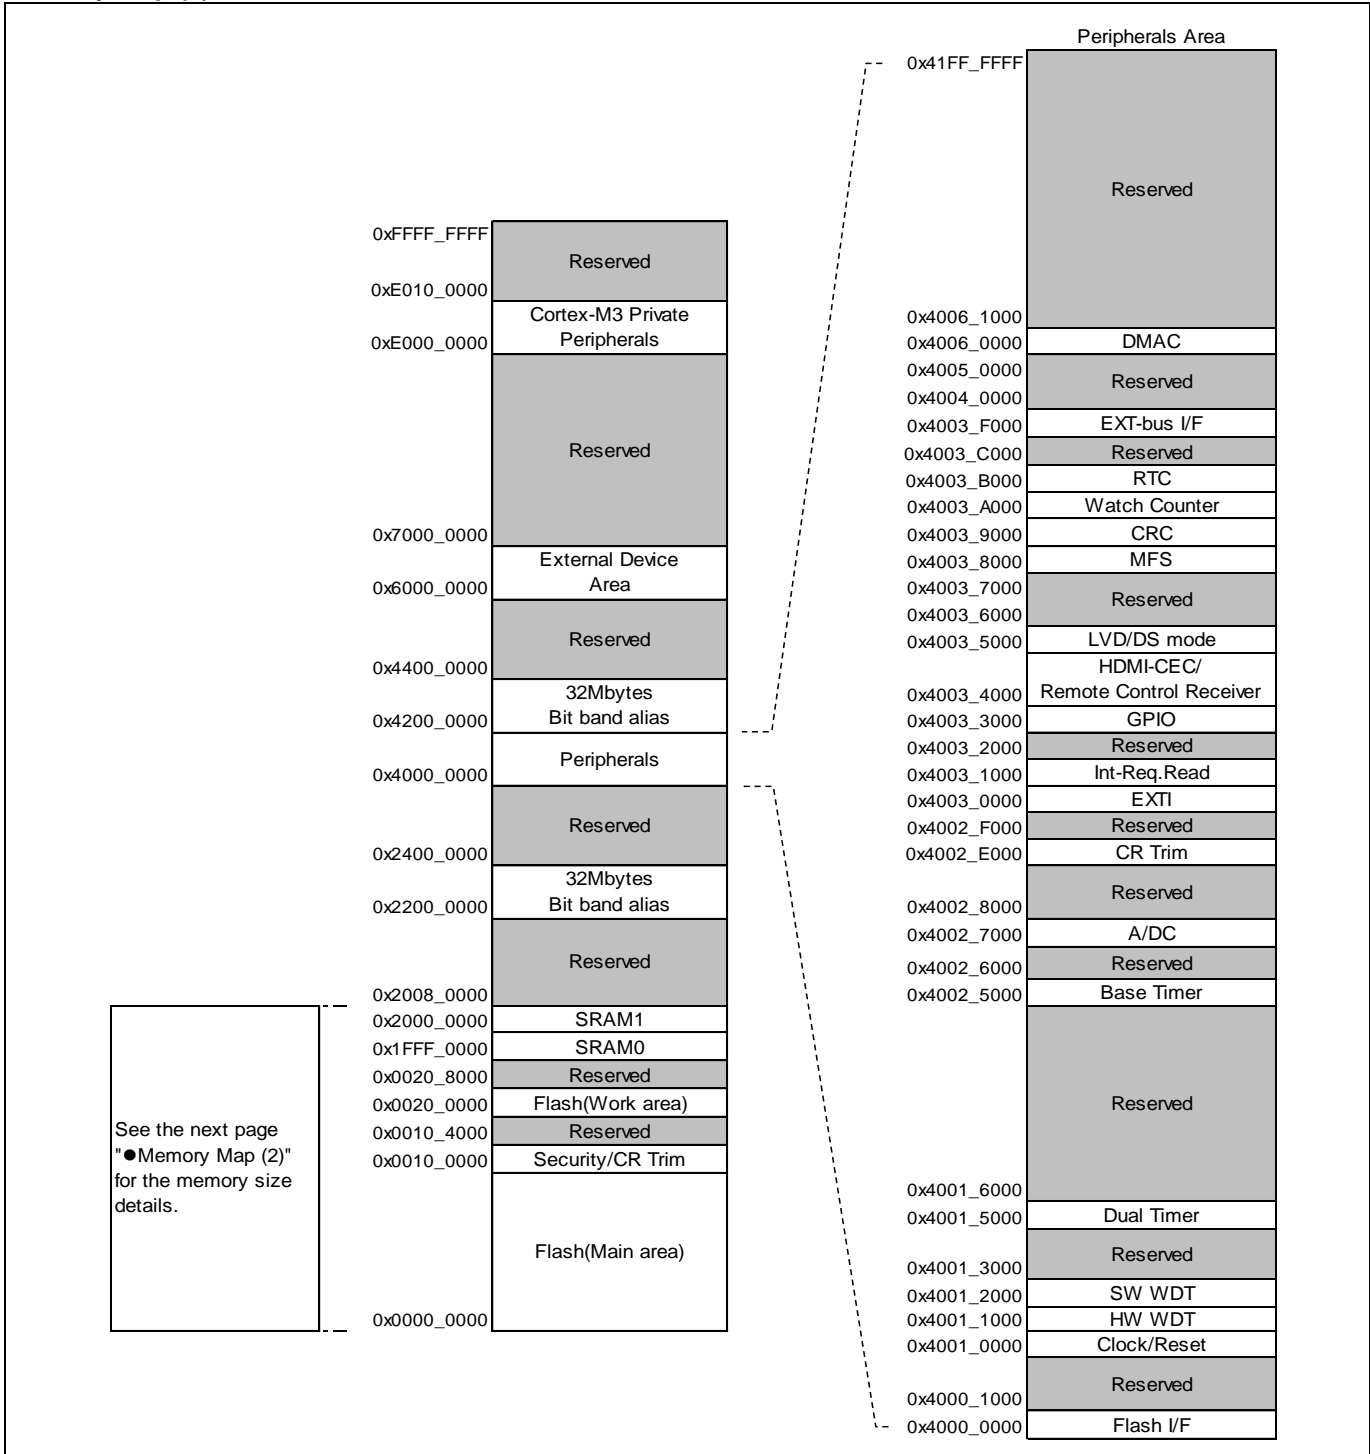 Peripherals Area
0x41FF_FFFF
Reserved
0x4006_1000
0x4006_0000 DMAC
0x4005_0000
Reserved
0x4004_0000
0x4003_F000 EXT-bus I/F
0x4003_C000 Reserved
0x4003_B000 RTC
0x4003_A000 Watch Counter
0x4003_9000 CRC
0x4003_8000 MFS
0x4003_7000
Reserved
0x4003_6000
0x4003_5000 LVD/DS mode
HDMI-CEC/
0x4003_4000 Remote Control Receiver
0x4003_3000 GPIO
0x4003_2000 Reserved
0x4003_1000 Int-Req.Read
0x4003_0000 EXTI
0x4002_F000 Reserved
0x4002_E000 CR Trim
Reserved
0x4002_8000
0x4002_7000 A/DC
0x4002_6000 Reserved
0x4002_5000 Base Timer
Reserved
0x4001_6000
0x4001_5000 Dual Timer
Reserved
0x4001_3000
0x4001_2000 SW WDT
0x4001_1000 HW WDT
0x4001_0000 Clock/Reset
Reserved
0x4000_1000
0x4000_0000 Flash I/F
0xFFFF_FFFF
Reserved
0xE010_0000
Cortex-M3 Private
0xE000_0000 Peripherals
Reserved
0x7000_0000
External Device
0x6000_0000 Area
Reserved
0x4400_0000
32Mbytes
0x4200_0000 Bit band alias
Peripherals
0x4000_0000
Reserved
0x2400_0000
32Mbytes
0x2200_0000 Bit band alias
Reserved
0x2008_0000
0x2000_0000 SRAM1
0x1FFF_0000 SRAM0
0x0020_8000 Reserved
0x0020_0000 Flash(Work area)
0x0010_4000 Reserved
0x0010_0000 Security/CR Trim
Flash(Main area)
0x0000_0000
See the next page
"●Memory Map (2)"
for the memory size
details.